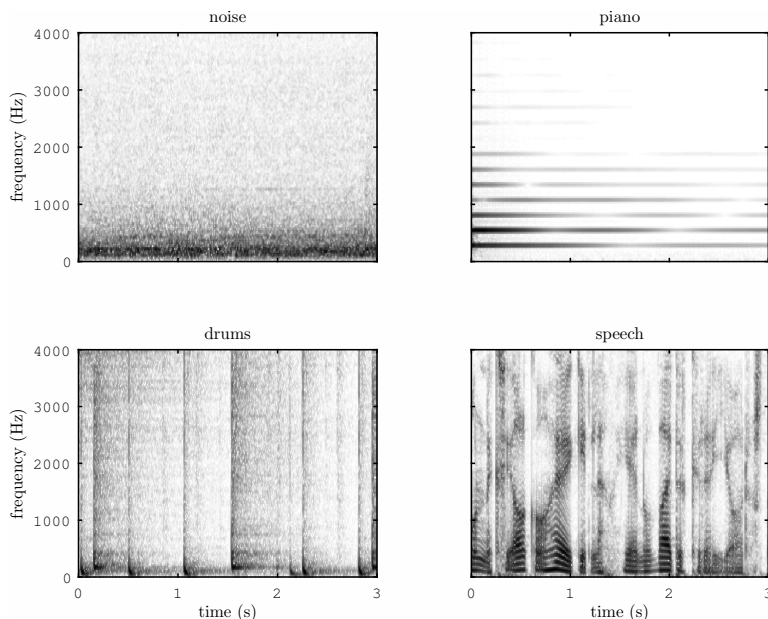 noise
piano
4000
3000
2000
1000
0
frequency (Hz)
drums
speech
4000
3000
2000
1000
0
frequency (Hz)
0 1 2 3
0 1 2 3
time (s)
time (s)